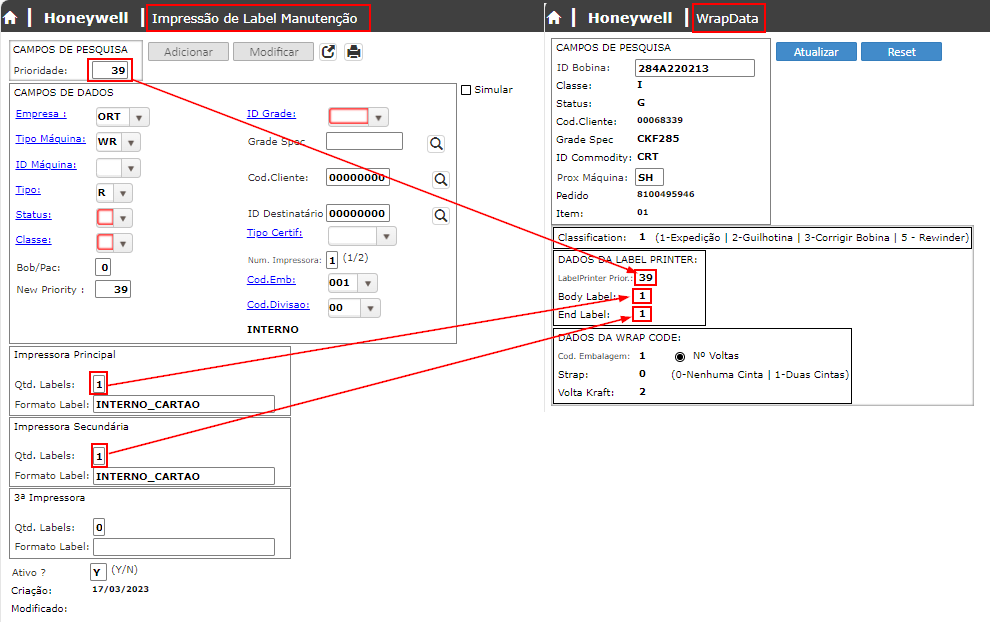 Honeywell
Impressão de Label Manutenção
CAMPOS DE PESQUISA
Adicionar
Modificar
Prioridade: 39
CAMPOS DE DADOS
Simular
Empresa : ORT
ID Grade:
Tipo Máquina: WR
Grade Spec
ID Máquina:
Cod.Cliente: 00000000
Tipo: R
Status:
ID Destinatário 00000000
Classe:
Tipo Certif:
Bob/Pac: 0
Num. Impressora: 1 (1/2)
New Priority : 39
Cod.Emb: 001
Cod.Divisao: 00
INTERNO
Impressora Principal
Qtd. Labels: 1
Formato Label: INTERNO_CARTAO
Impressora Secundária
Qtd. Labels: 1
Formato Label: INTERNO_CARTAO
3ª Impressora
Qtd. Labels: 0
Formato Label:
Ativo ? Y (Y/N)
Criação: 17/03/2023
Modificado:
Honeywell
WrapData
CAMPOS DE PESQUISA
Atualizar
Reset
ID Bobina: 284A220213
Classe: I
Status: G
Cod.Cliente: 00068339
Grade Spec CKF285
ID Commodity: CRT
Prox Máquina: SH
Pedido 8100495946
Item: 01
Classification: 1 (1-Expedição | 2-Guilhotina | 3-Corrigir Bobina | 5 - Rewinder)
DADOS DA LABEL PRINTER:
LabelPrinter Prior.: 39
Body Label: 1
End Label: 1
DADOS DA WRAP CODE:
Cod. Embalagem: 1 Nº Voltas
Strap: 0 (0-Nenhuma Cinta | 1-Duas Cintas)
Volta Kraft: 2